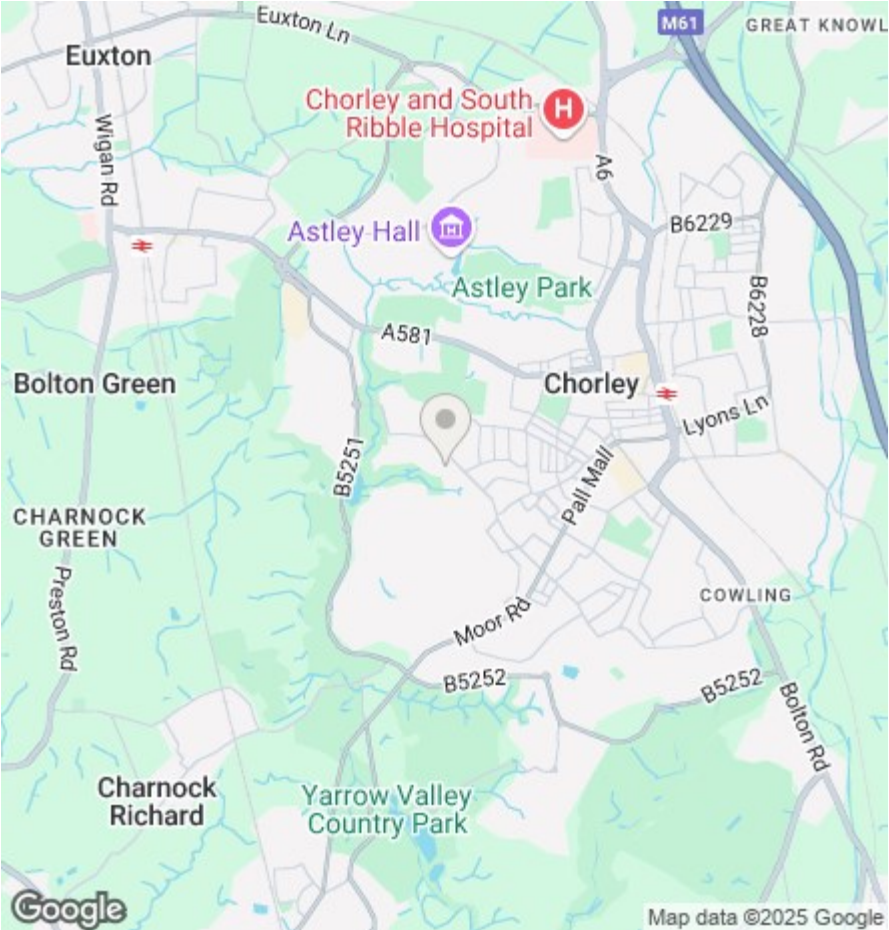 M61
GREAT KNOWL
Euxton Ln
Euxton
Chorley and South
Ribble Hospital
H
Wigan Rd
A6
B6229
Astley Hall
Astley Park
B6228
A581
Bolton Green
Chorley
Lyons Ln
B5251
Pall Mall
CHARNOCK
GREEN
Preston Rd
COWLING
Moor Rd
B5252
B5252
Bolton Rd
Charnock
Richard
Yarrow Valley
Country Park
Google
Map data ©2025 Google